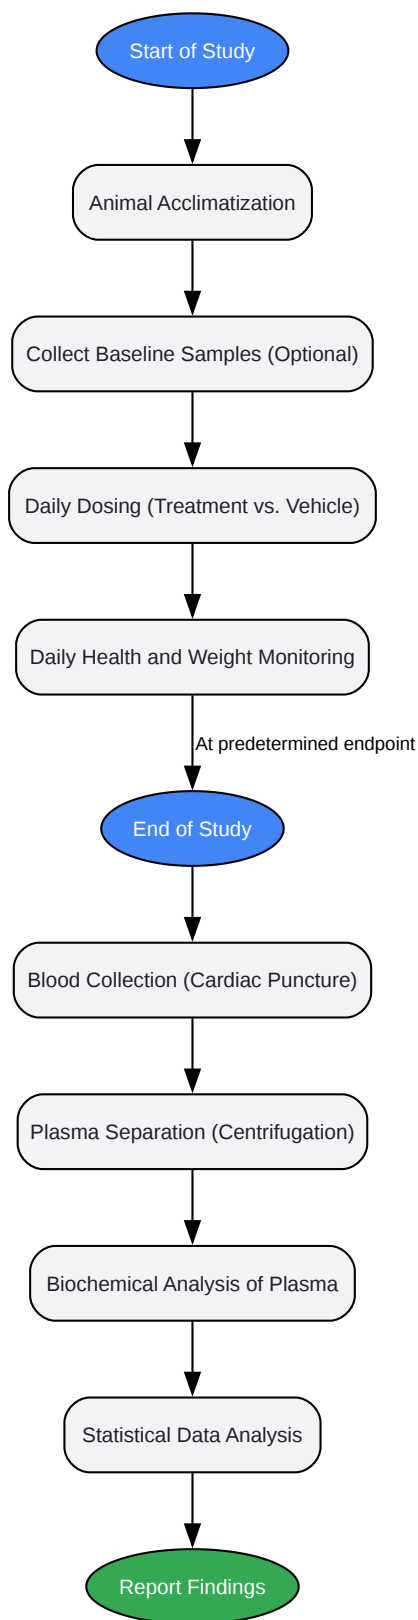 Start of Study
Animal Acclimatization
Collect Baseline Samples (Optional)
Daily Dosing (Treatment vs. Vehicle)
Daily Health and Weight Monitoring
At predetermined endpoint
End of Study
Blood Collection (Cardiac Puncture)
Plasma Separation (Centrifugation)
Biochemical Analysis of Plasma
Statistical Data Analysis
Report Findings